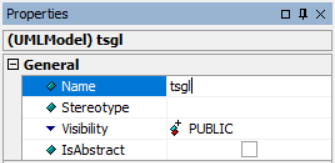 Properties
(UMLModel) tsgl
General
Name tsgl
Stereotype
Visibility PUBLIC
IsAbstract